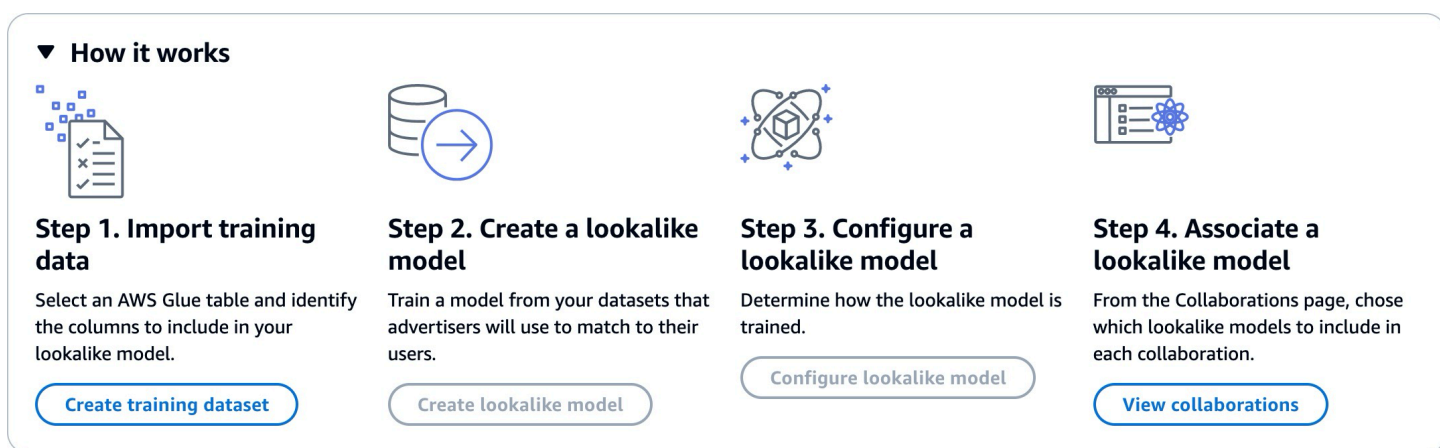 How it works
Step 1. Import training
data
Select an AWS Glue table and identify
the columns to include in your
lookalike model.
Create training dataset
Step 2. Create a lookalike
model
Train a model from your datasets that
advertisers will use to match to their
users.
Create lookalike model
Step 3. Configure a
lookalike model
Determine how the lookalike model is
trained.
Configure lookalike model
Step 4. Associate a
lookalike model
From the Collaborations page, chose
which lookalike models to include in
each collaboration.
View collaborations